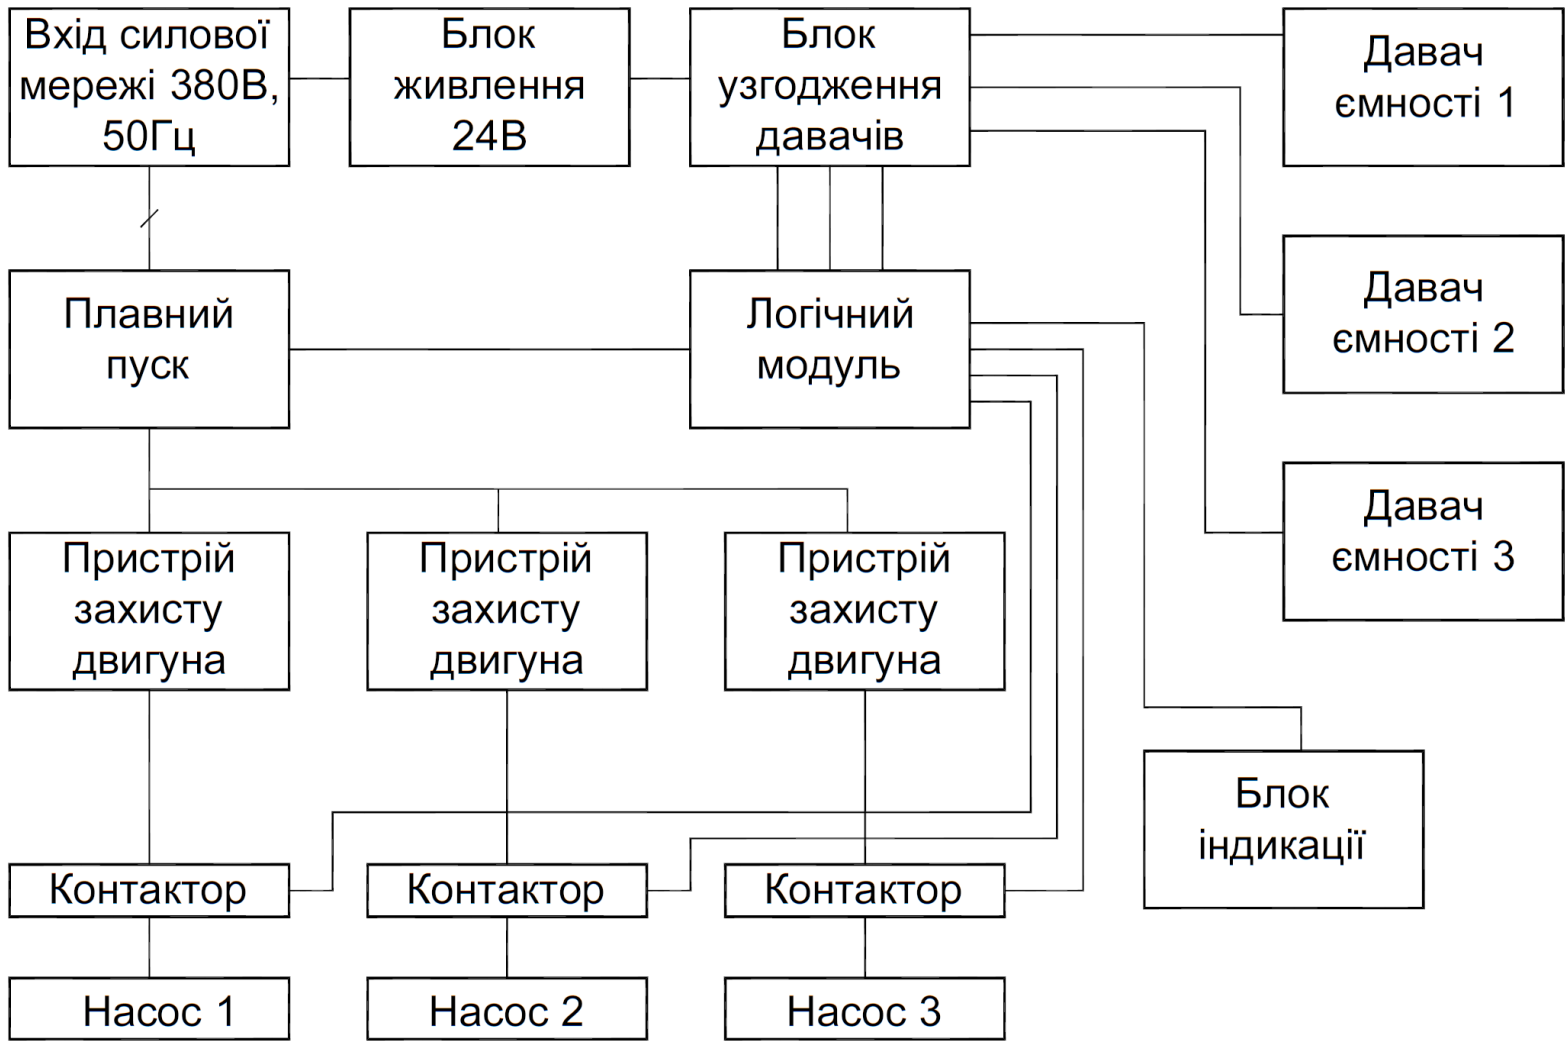 Вхід силової
мережі 380В,
50Гц
Блок
живлення
24В
Блок
узгодження
давачів
Давач
ємності 1
Давач
ємності 2
Плавний
пуск
Логічний
модуль
Давач
ємності 3
Пристрій
захисту
двигуна
Пристрій
захисту
двигуна
Пристрій
захисту
двигуна
Блок
індикації
Контактор
Контактор
Контактор
Насос 1
Насос 2
Насос 3